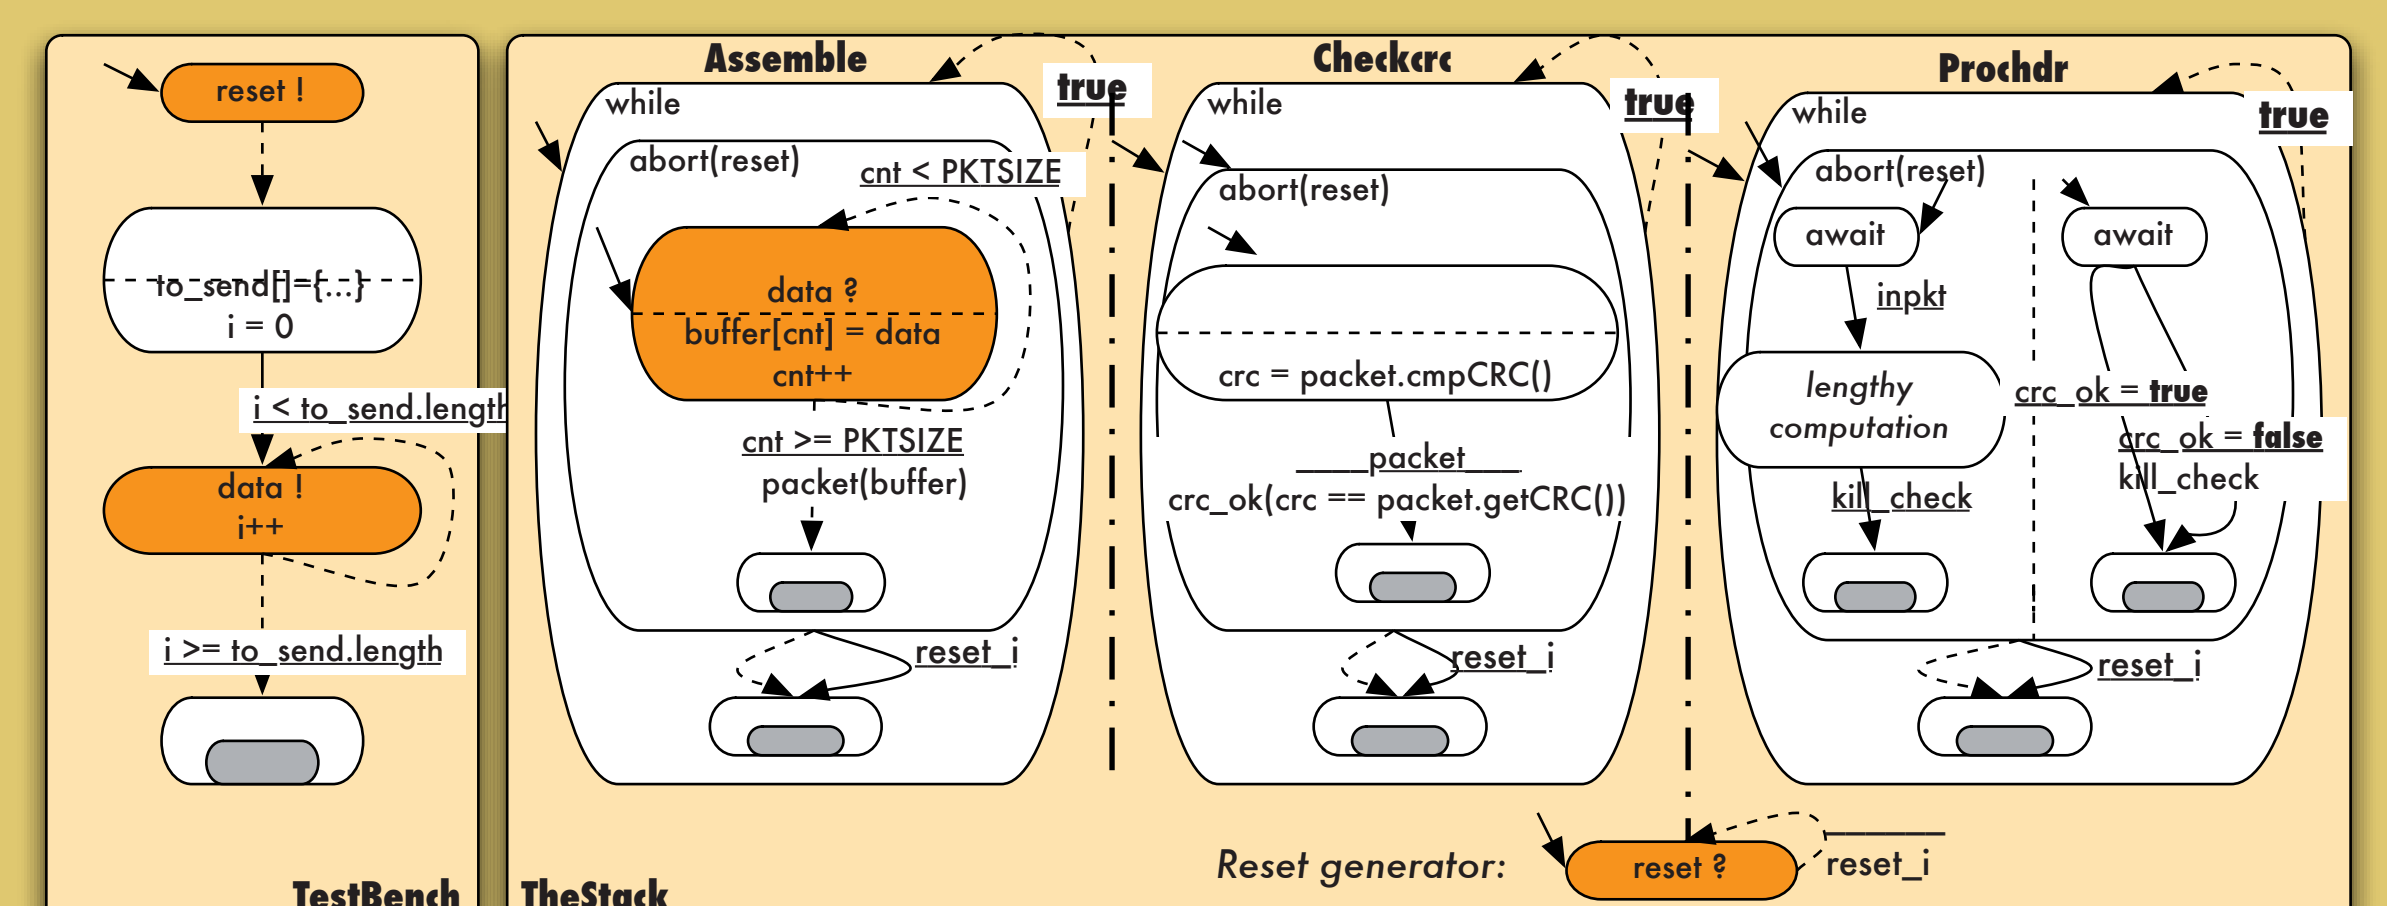 reset !
to_send[]={...}
i = 0
i < to_send.length
data !
i++
i >= to_send.length
TestBench
Assemble
true
while
abort(reset)
cnt < PKTSIZE
data ?
buffer[cnt] = data
cnt++
cnt >= PKTSIZE
packet(buffer)
reset_i
Checkcrc
true
while
abort(reset)
crc = packet.cmpCRC()
____packet___
crc_ok(crc == packet.getCRC())
reset_i
Prochdr
true
while
abort(reset)
await
inpkt
lengthy
computation
kill_check
await
crc_ok = true
crc_ok = false
kill_check
reset_i
Reset generator:
reset ?
reset_i
TheStack